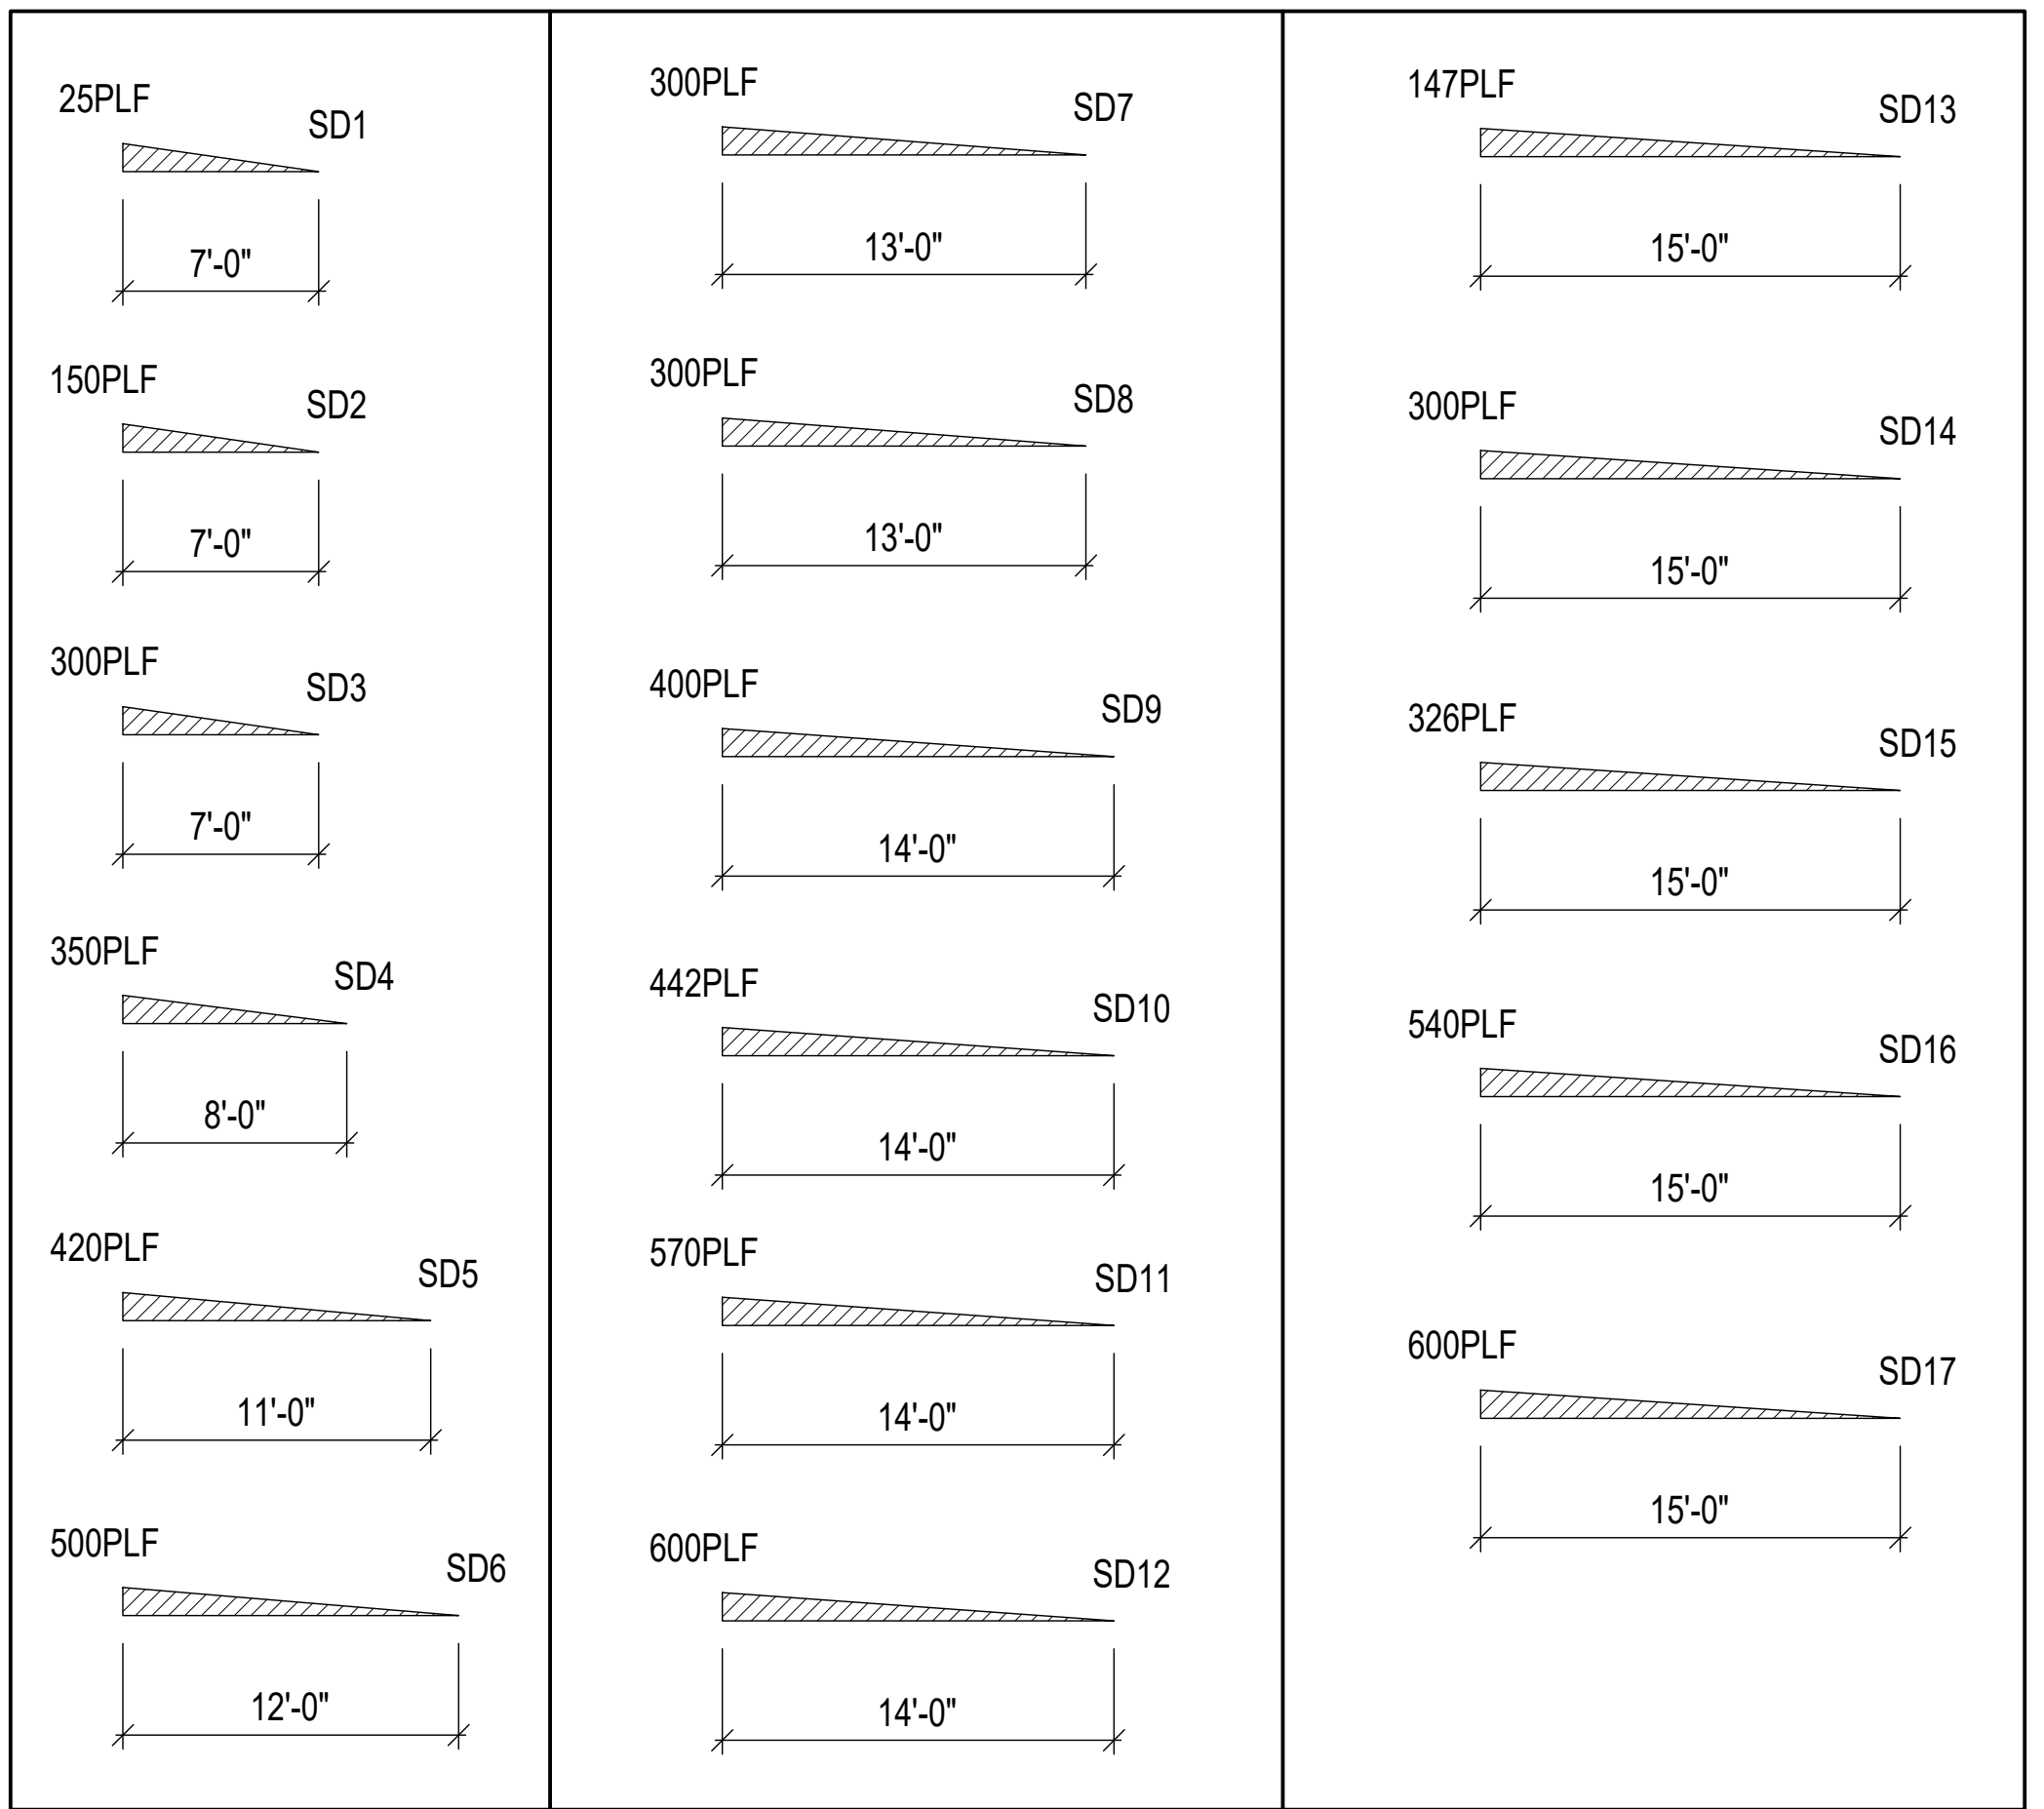 25PLF
SD1
7'-0"
150PLF
SD2
7'-0"
300PLF
SD3
7'-0"
350PLF
SD4
8'-0"
420PLF
SD5
11'-0"
500PLF
SD6
12'-0"
300PLF
SD7
13'-0"
300PLF
SD8
13'-0"
400PLF
SD9
14'-0"
442PLF
SD10
14'-0"
570PLF
SD11
14'-0"
600PLF
SD12
14'-0"
147PLF
SD13
15'-0"
300PLF
SD14
15'-0"
326PLF
SD15
15'-0"
540PLF
SD16
15'-0"
600PLF
SD17
15'-0"